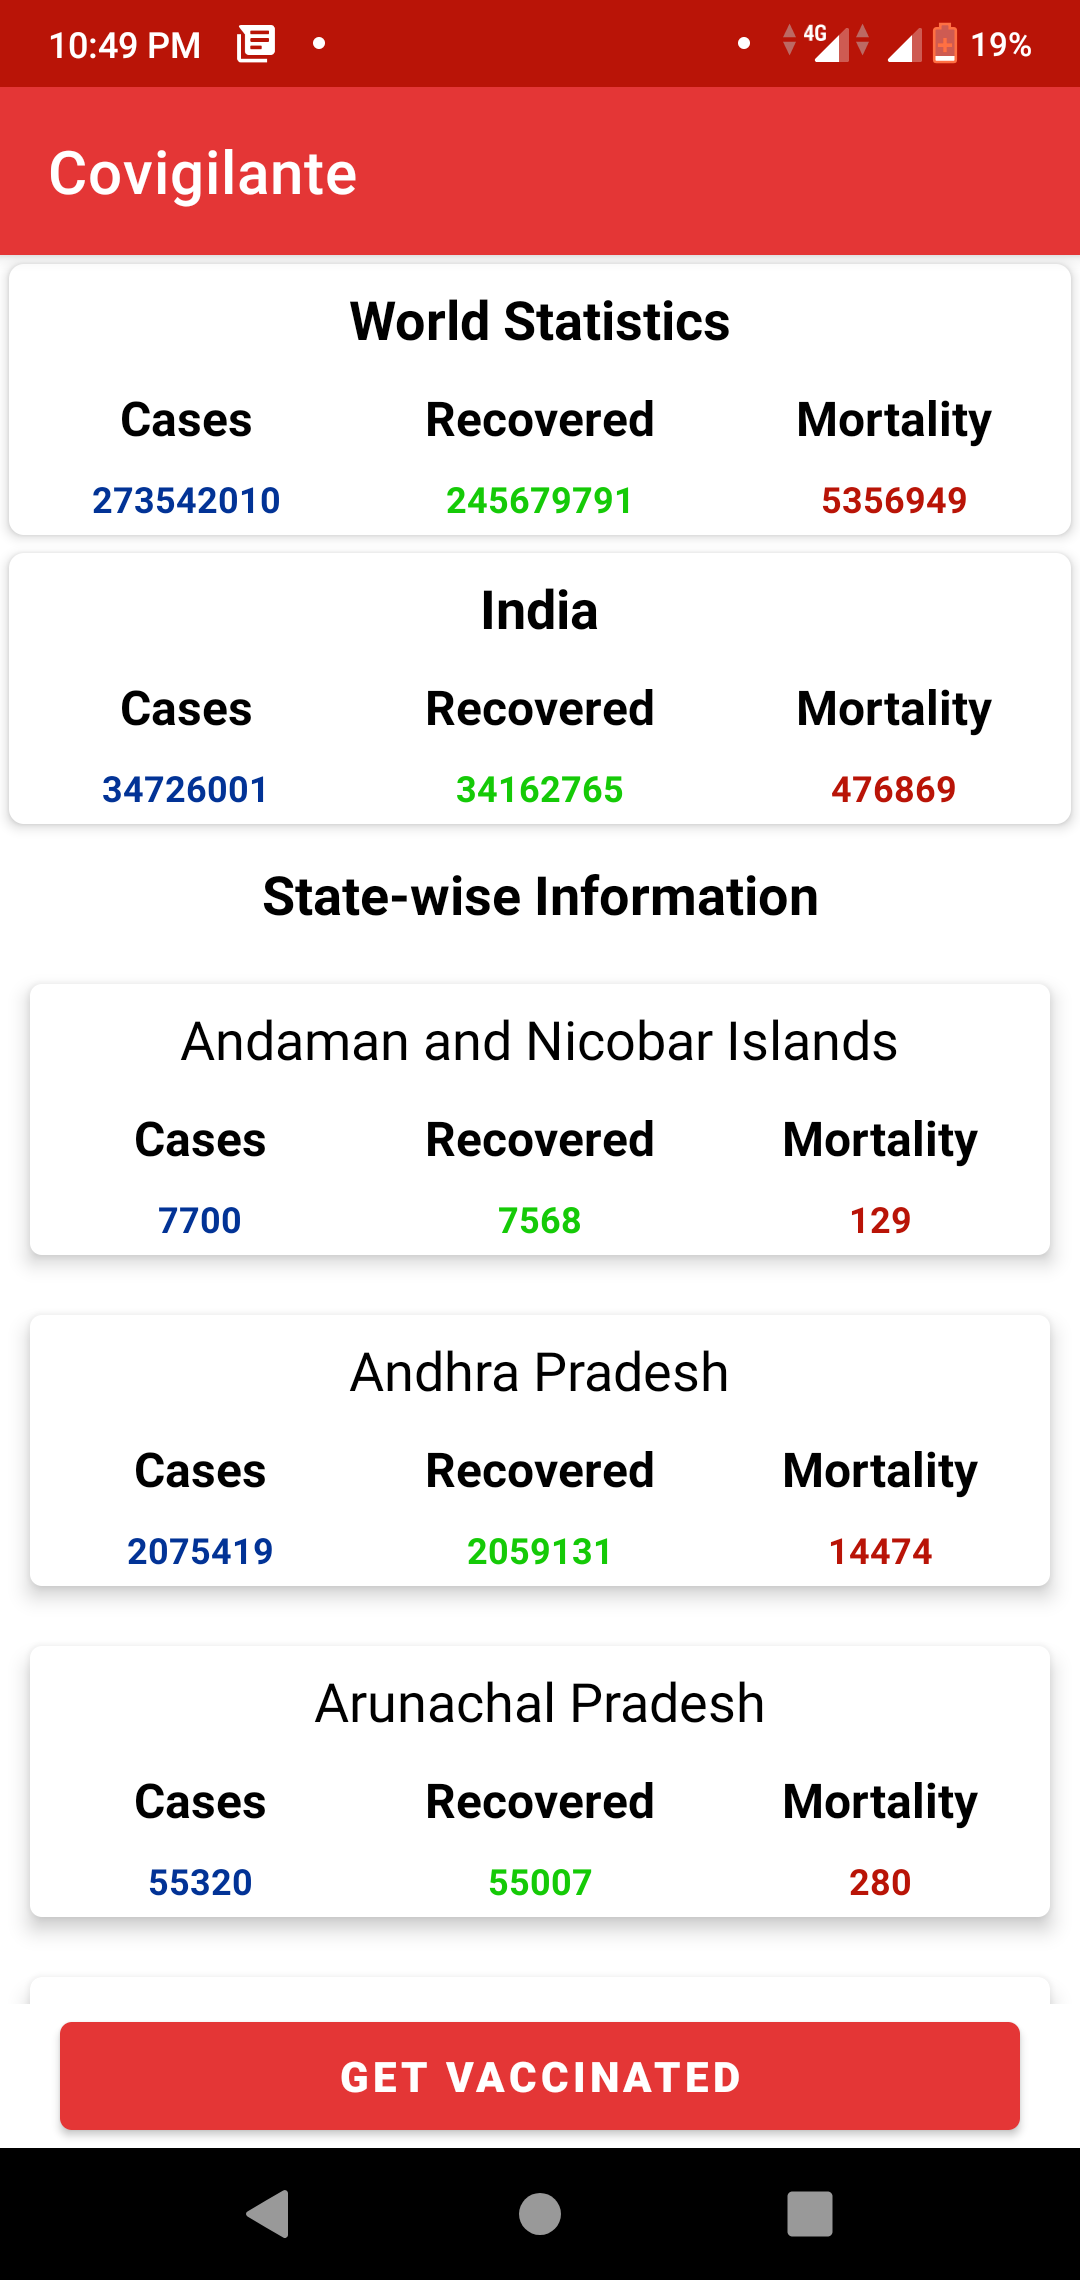 10:49 PM 4G 19%
Covigilante
World Statistics
Cases Recovered Mortality
273542010 245679791 5356949
India
Cases Recovered Mortality
34726001 34162765 476869
State-wise Information
Andaman and Nicobar Islands
Cases Recovered Mortality
7700 7568 129
Andhra Pradesh
Cases Recovered Mortality
2075419 2059131 14474
Arunachal Pradesh
Cases Recovered Mortality
55320 55007 280
GET VACCINATED